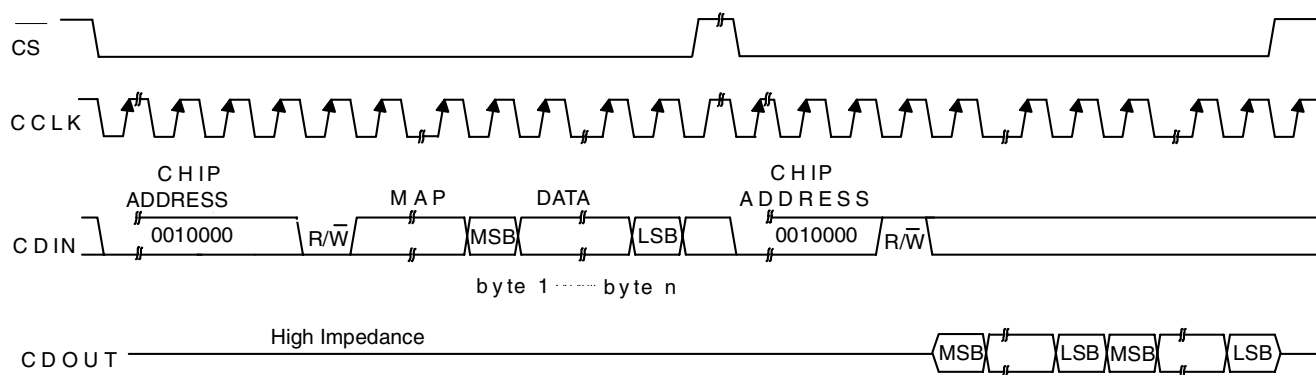 CS
CCLK
CHIP
ADDRESS
MAP
DATA
CHIP
ADDRESS
CDIN
0010000
R/W
MSB
LSB
0010000
R/W
byte 1 ........ byte n
High Impedance
CDOUT
MSB
LSB
MSB
LSB